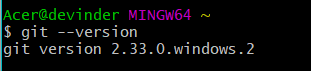 Acer@devinder MINGW64 ~
$ git --version
git version 2.33.0.windows.2